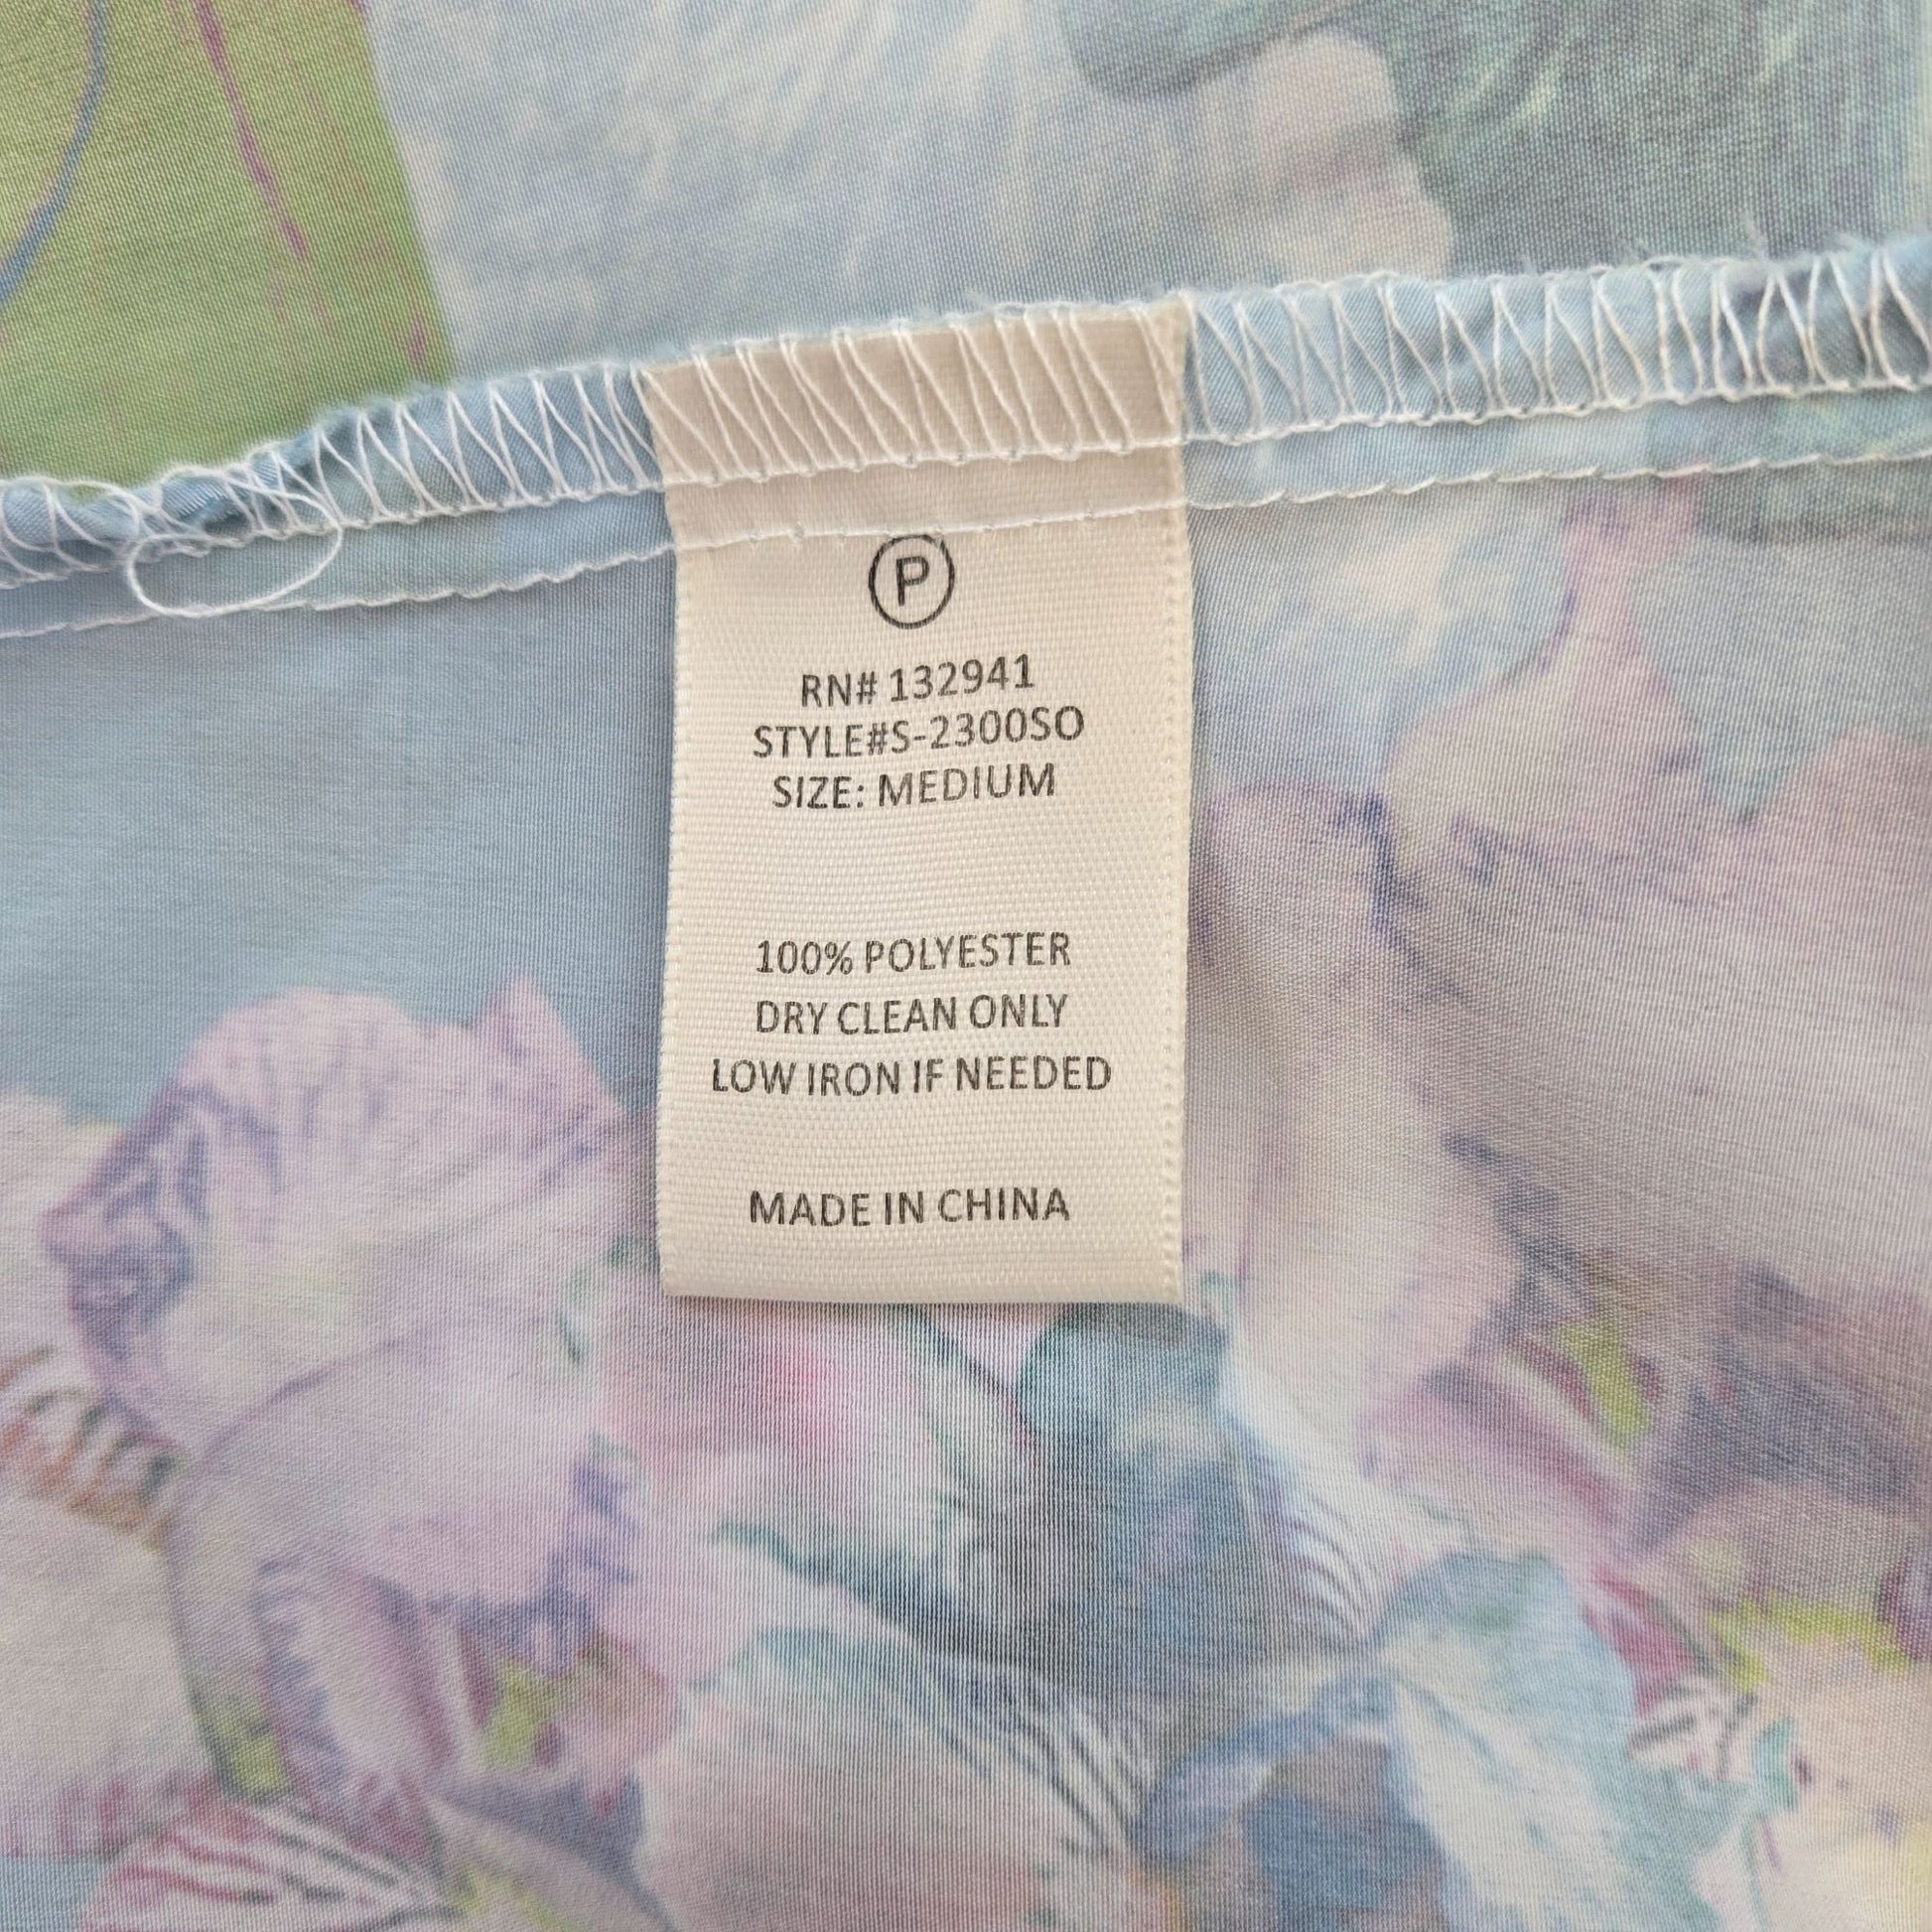 P
RN# 132941
STYLE#S-2300SO
SIZE: MEDIUM
100% POLYESTER
DRY CLEAN ONLY
LOW IRON IF NEEDED
MADE IN CHINA